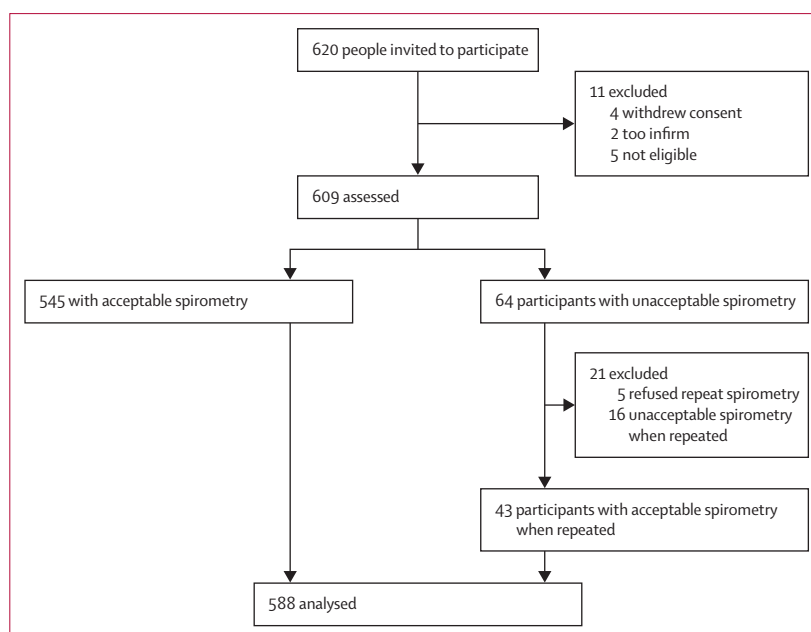 620 people invited to participate
11 excluded
4 withdrew consent
2 too infirm
5 not eligible
609 assessed
545 with acceptable spirometry
64 participants with unacceptable spirometry
21 excluded
5 refused repeat spirometry
16 unacceptable spirometry
when repeated
43 participants with acceptable spirometry
when repeated
588 analysed